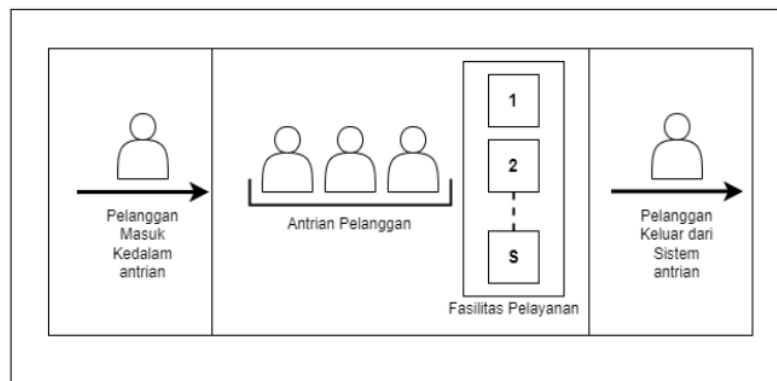 Pelanggan
Masuk
Kedalam
antrian
Antrian Pelanggan
1
2
S
Fasilitas Pelayanan
Pelanggan
Keluar dari
Sistem
antrian